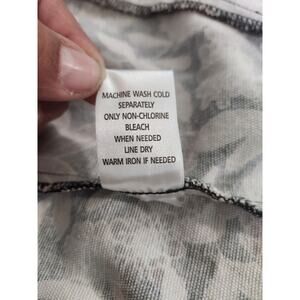 MACHINE WASH COLD
SEPARATELY
ONLY NON-CHLORINE
BLEACH
WHEN NEEDED
LINE DRY
WARM IRON IF NEEDED